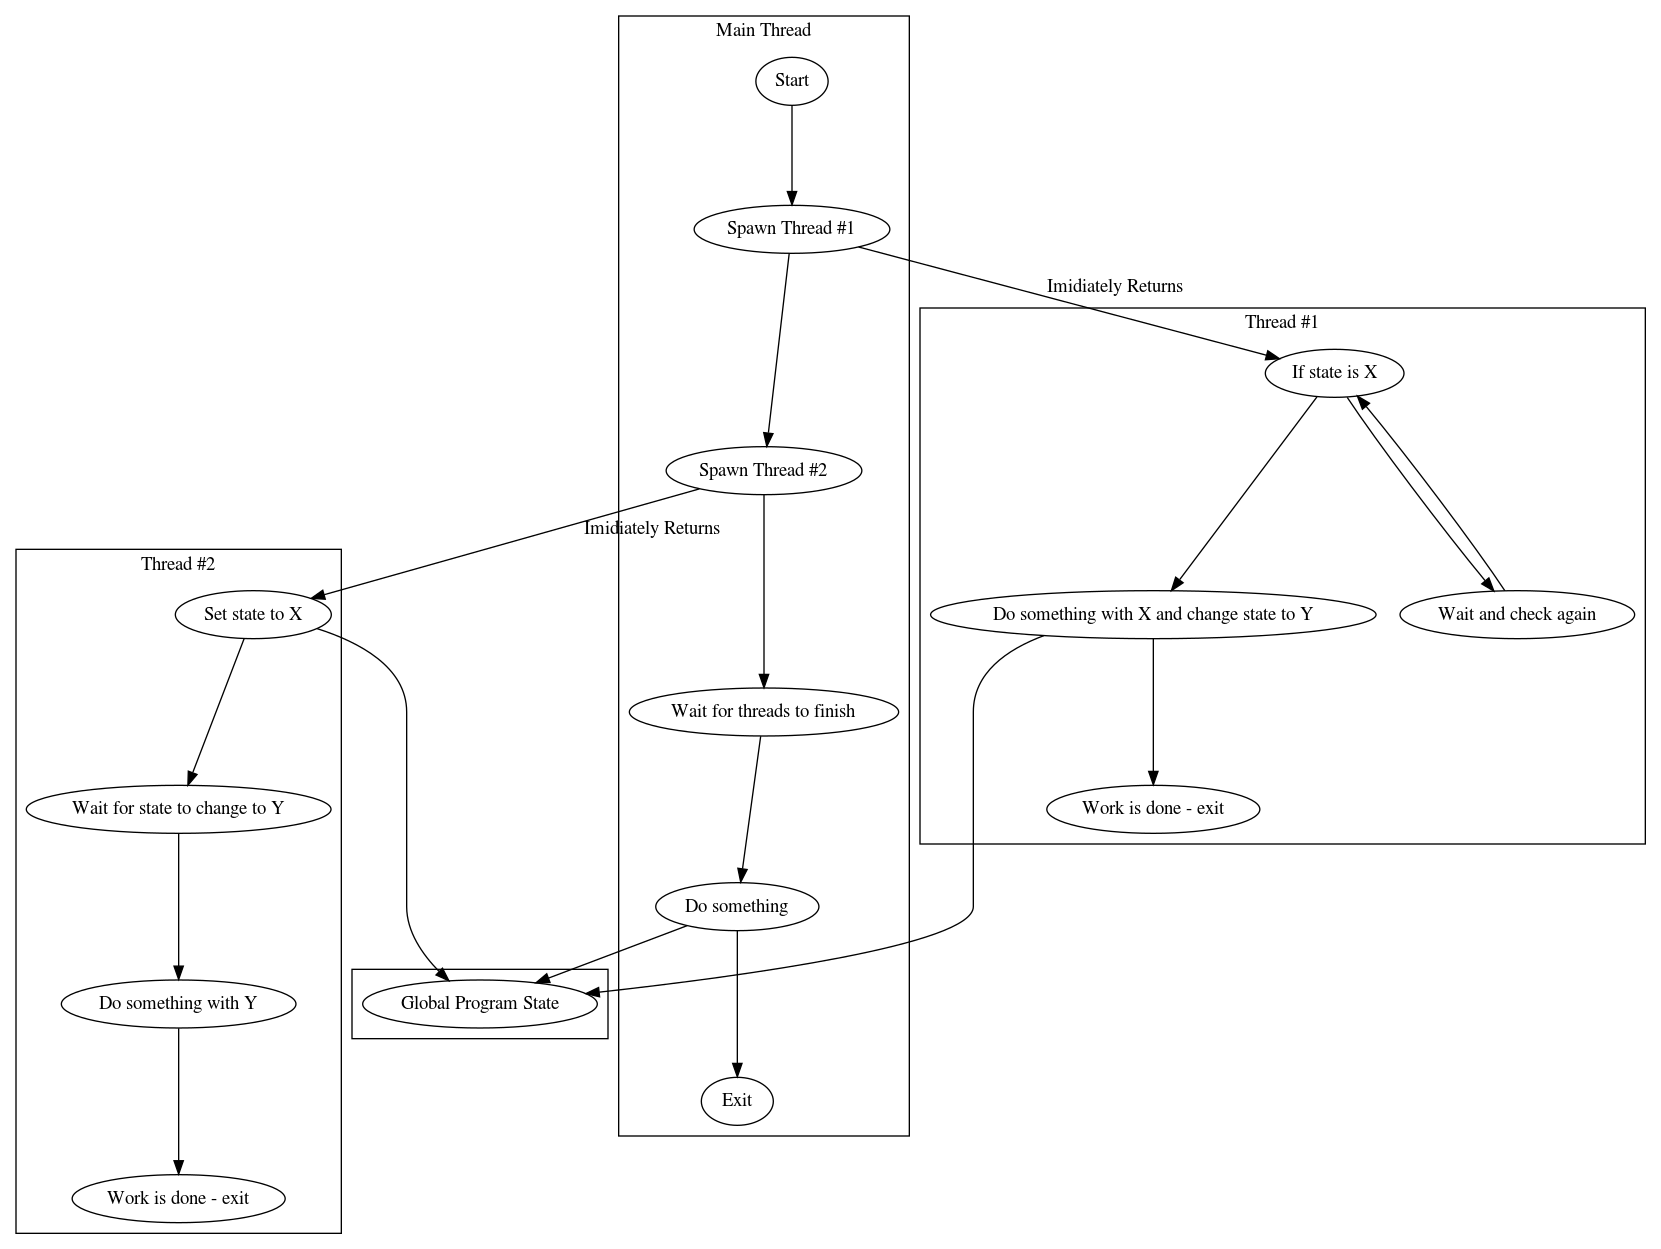 Main Thread
Start
Spawn Thread #1
Imidiately Returns
Thread #1
If state is X
Spawn Thread #2
Imidiately Returns
Thread #2
Set state to X
Do something with X and change state to Y
Wait and check again
Wait for threads to finish
Wait for state to change to Y
Work is done - exit
Do something
Do something with Y
Global Program State
Exit
Work is done - exit